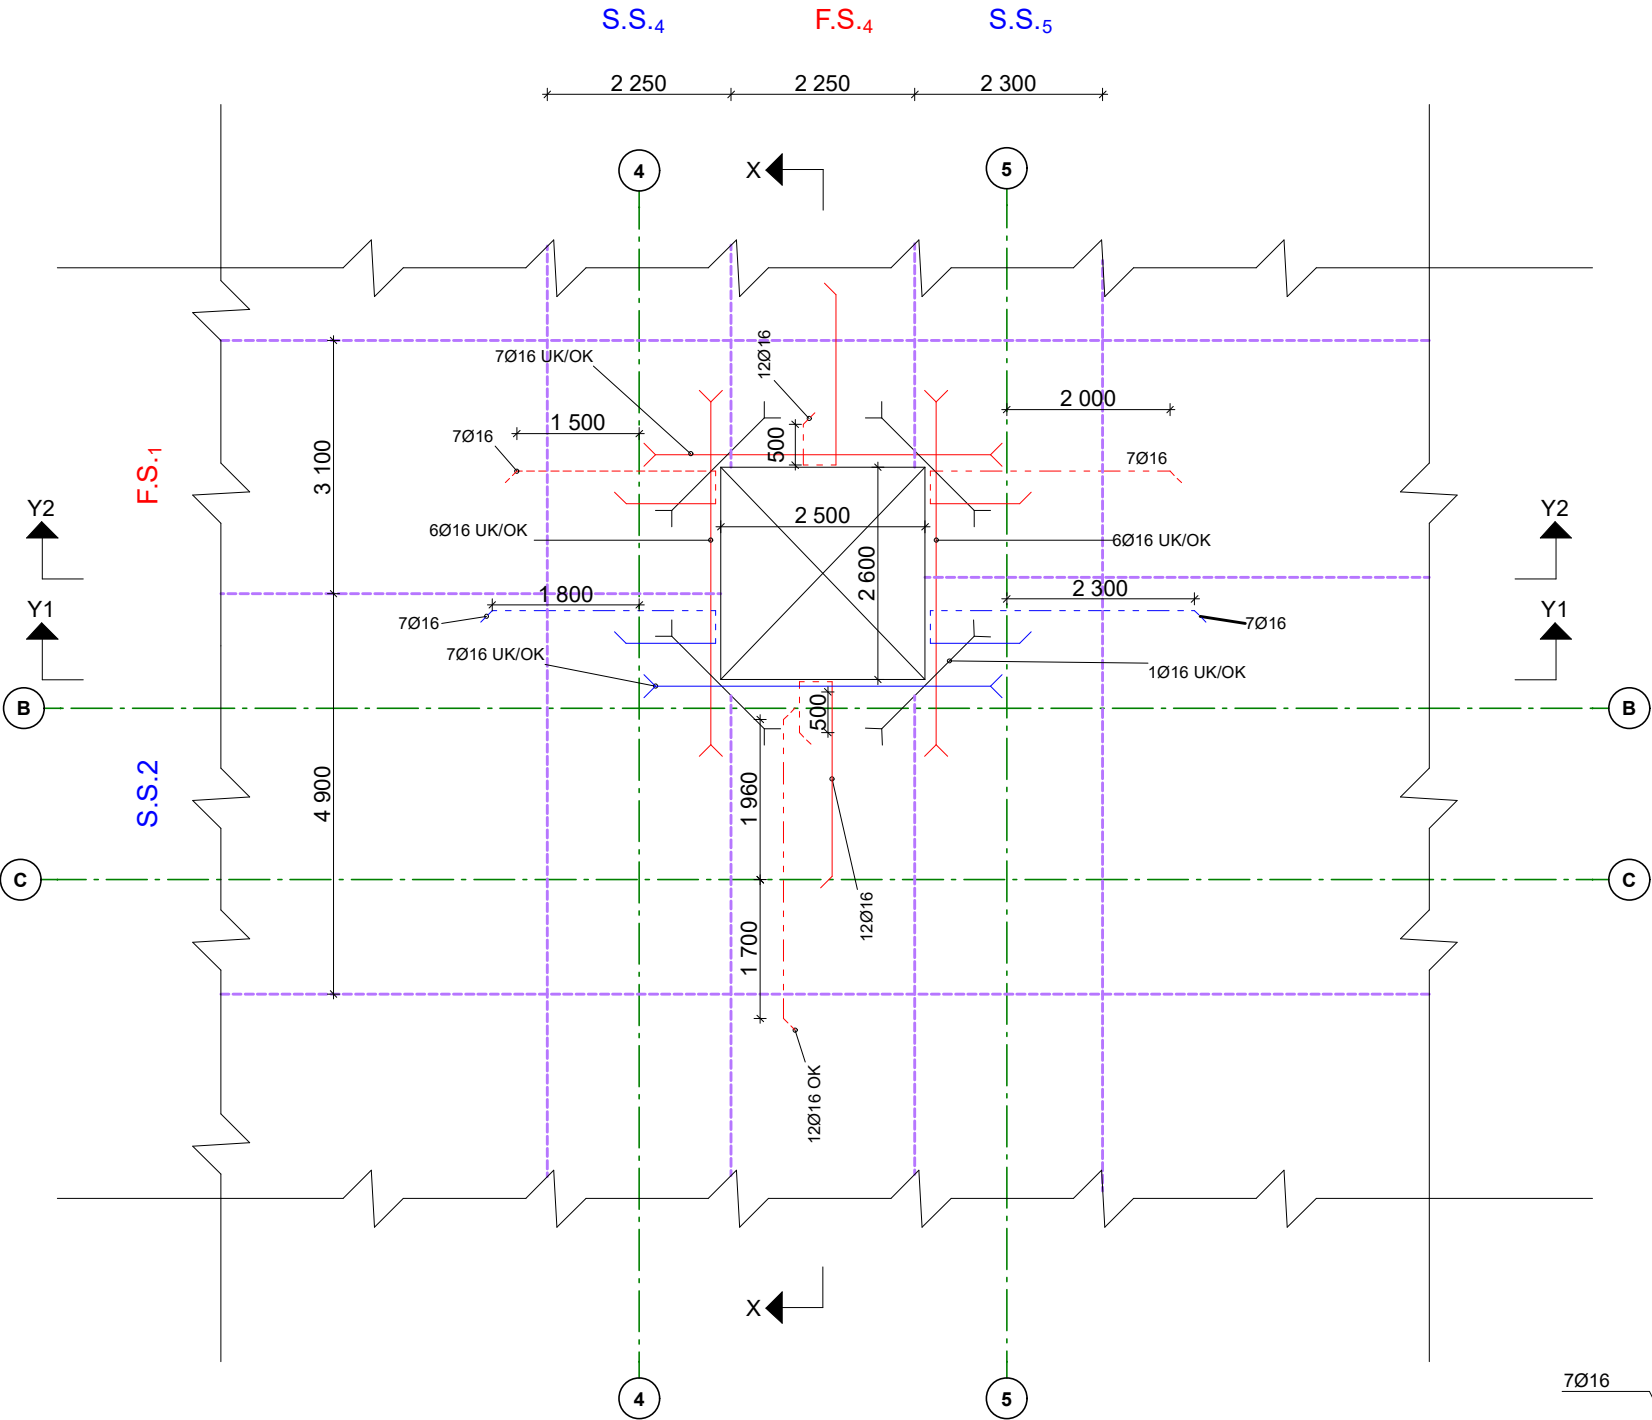 S.S.4 F.S.4 S.S.5
2 250 2 250 2 300
4 X 5
12Ø16
7Ø16 UK/OK
2 000
1 500
7Ø16 500 7Ø16
F.S.1 3 100
Y2 2 500 Y2
6Ø16 UK/OK 6Ø16 UK/OK
2 600
1 800 2 300
Y1 Y1
7Ø16 7Ø16
7Ø16 UK/OK 1Ø16 UK/OK
B 500 B
S.S.2 4 900 1 960
C C
12Ø16
1 700
12Ø16 OK
X
7Ø16
4 5